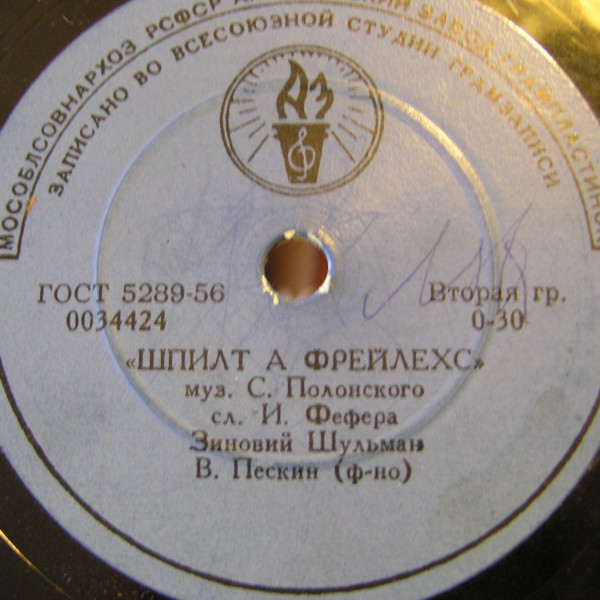 МОСОБЛСОВНАРХОЗ РСФСР ЗАВОД ГРАМПЛАСТИНОК
ЗАПИСАНО ВО ВСЕСОЮЗНОЙ СТУДИИ ГРАМЗАПИСИ
АЗ
ГОСТ 5289-56
0034424
Вторая гр.
0-30
«ШПИЛТ А ФРЕЙЛЕХС»
муз. С. Полонского
сл. И. Фефера
Зиновий Шульман
В. Пескин (ф-но)